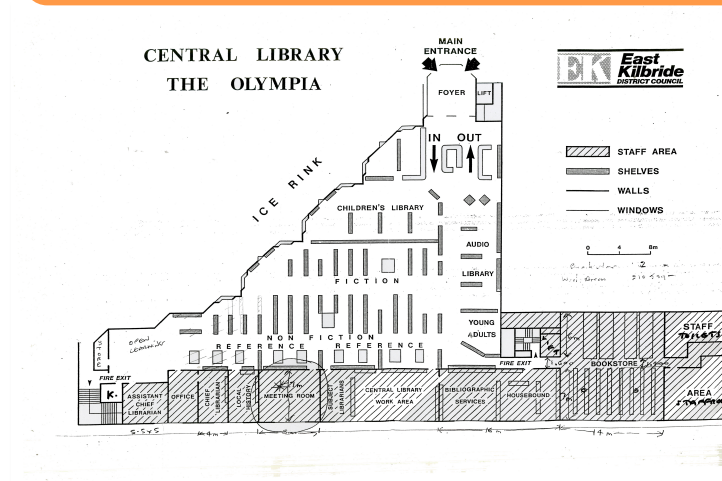 MAIN
ENTRANCE
CENTRAL LIBRARY
THE OLYMPIA
EK East
Kilbride
DISTRICT COUNCIL
FOYER
LIFT
IN OUT
STAFF AREA
SHELVES
WALLS
WINDOWS
0 4 8m
ICE RINK
CHILDREN'S LIBRARY
AUDIO
LIBRARY
FICTION
YOUNG
ADULTS
NON FICTION
REFERENCE REFERENCE
OPEN
LEARNING
STAFF
TOILETS
FIRE EXIT
BOOKSTORE
FIRE EXIT
K.
ASSISTANT
CHIEF
LIBRARIAN
OFFICE
CHIEF
LIBRARIAN
LOCAL
HISTORY
MEETING ROOM
SUBJECT
LIBRARIANS
CENTRAL LIBRARY
WORK AREA
BIBLIOGRAPHIC
SERVICES
HOUSEBOUND
AREA
4m
14m